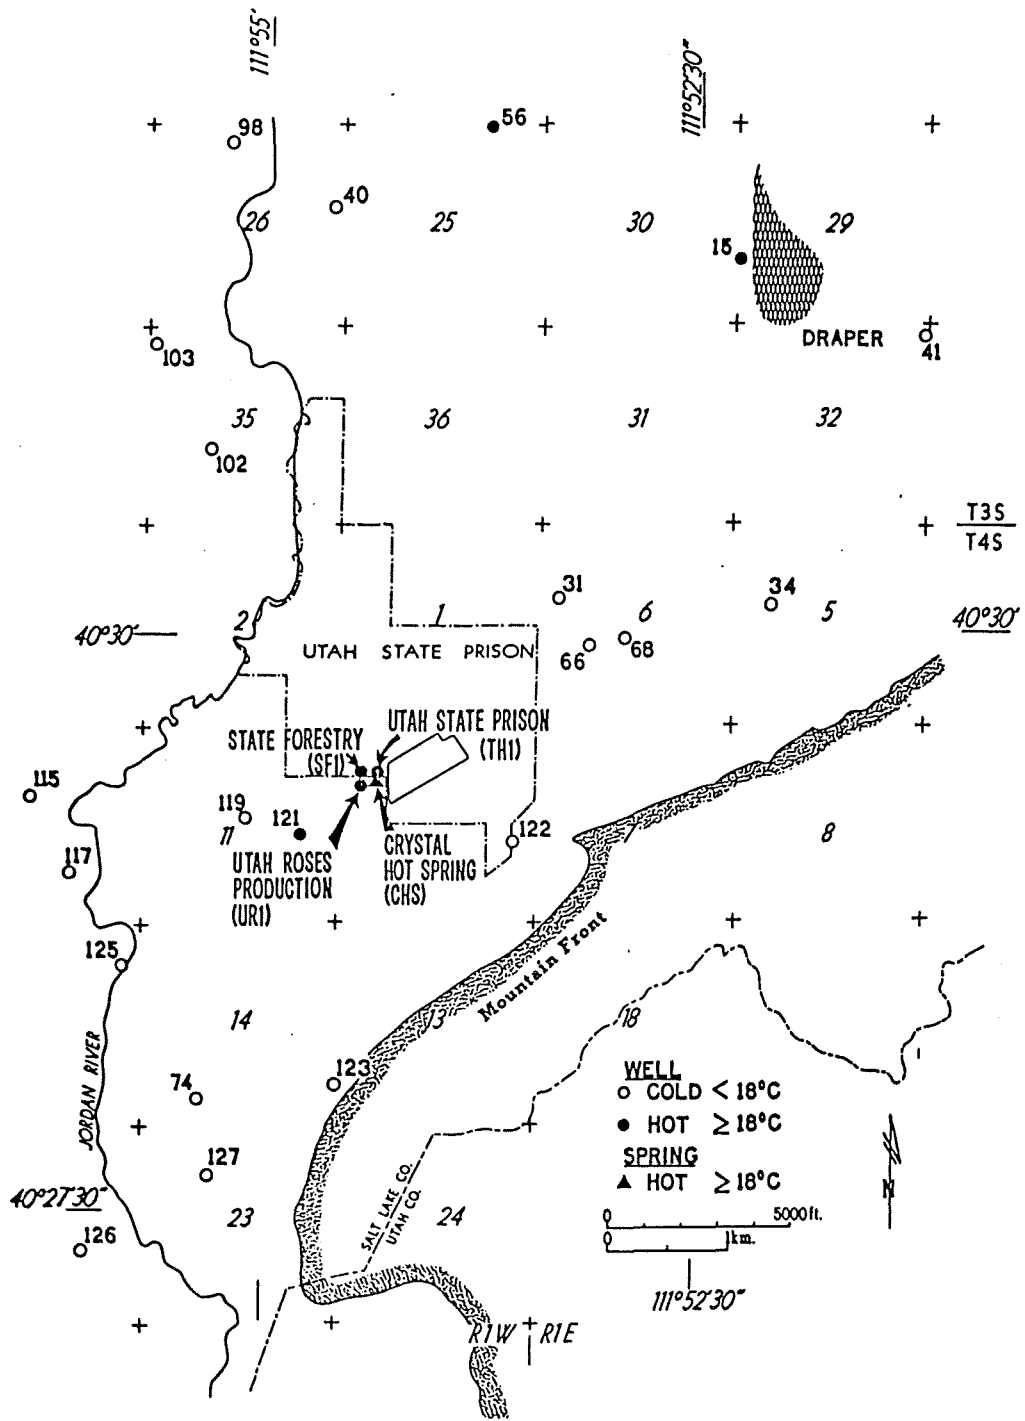 111°55'
111°52'30"
98
56
40
26
25
30
29
15
DRAPER
41
103
35
36
31
32
102
T3S
T4S
31
34
2
1
6
5
40°30'
40°30'
66
68
UTAH STATE PRISON
STATE FORESTRY
(SF1)
UTAH STATE PRISON
(TH1)
115
119
11
121
122
7
8
117
UTAH ROSES
PRODUCTION
(UR1)
CRYSTAL
HOT SPRING
(CHS)
125
Mountain Front
14
13
18
JORDAN RIVER
74
123
WELL
COLD < 18°C
HOT ≥ 18°C
SPRING
HOT ≥ 18°C
N
127
40°27'30"
126
23
24
SALT LAKE CO.
UTAH CO.
0 5000 ft.
0 1km.
111°52'30"
R1W R1E